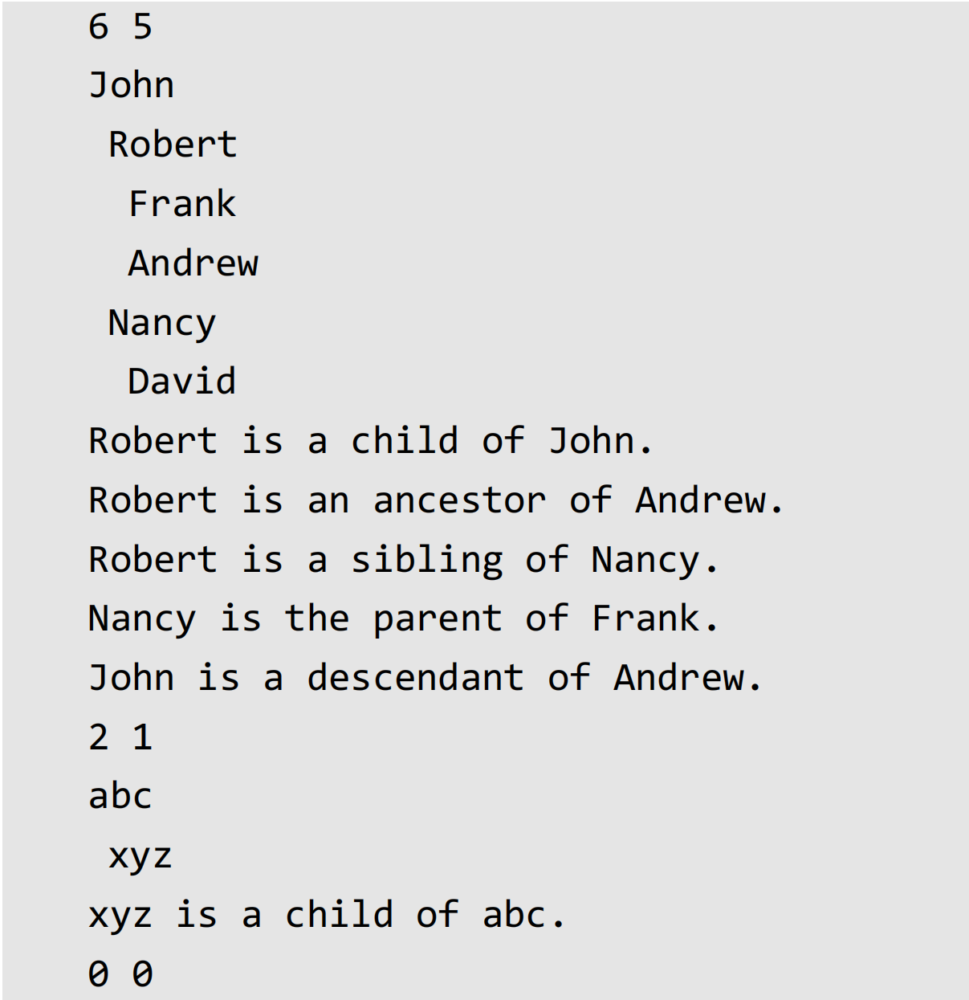 6 5
John
 Robert
  Frank
  Andrew
 Nancy
  David
Robert is a child of John.
Robert is an ancestor of Andrew.
Robert is a sibling of Nancy.
Nancy is the parent of Frank.
John is a descendant of Andrew.
2 1
abc
 xyz
xyz is a child of abc.
0 0